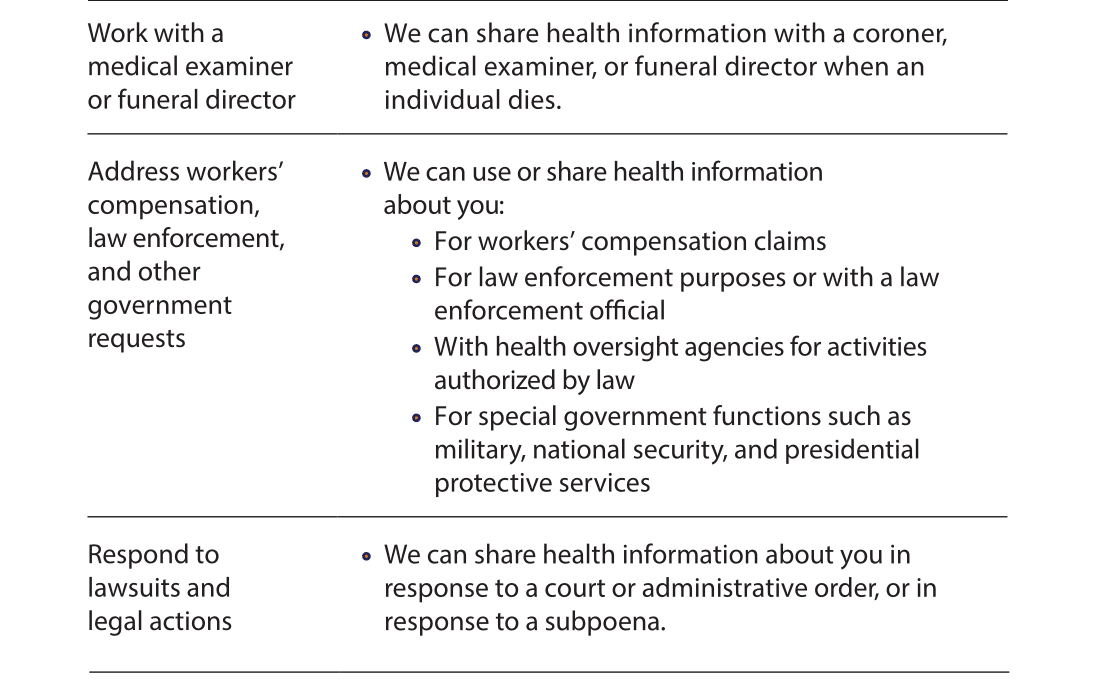 Work with a
medical examiner
or funeral director
• We can share health information with a coroner,
medical examiner, or funeral director when an
individual dies.
Address workers’
compensation,
law enforcement,
and other
government
requests
• We can use or share health information
about you:
• For workers’ compensation claims
• For law enforcement purposes or with a law
enforcement official
• With health oversight agencies for activities
authorized by law
• For special government functions such as
military, national security, and presidential
protective services
Respond to
lawsuits and
legal actions
• We can share health information about you in
response to a court or administrative order, or in
response to a subpoena.